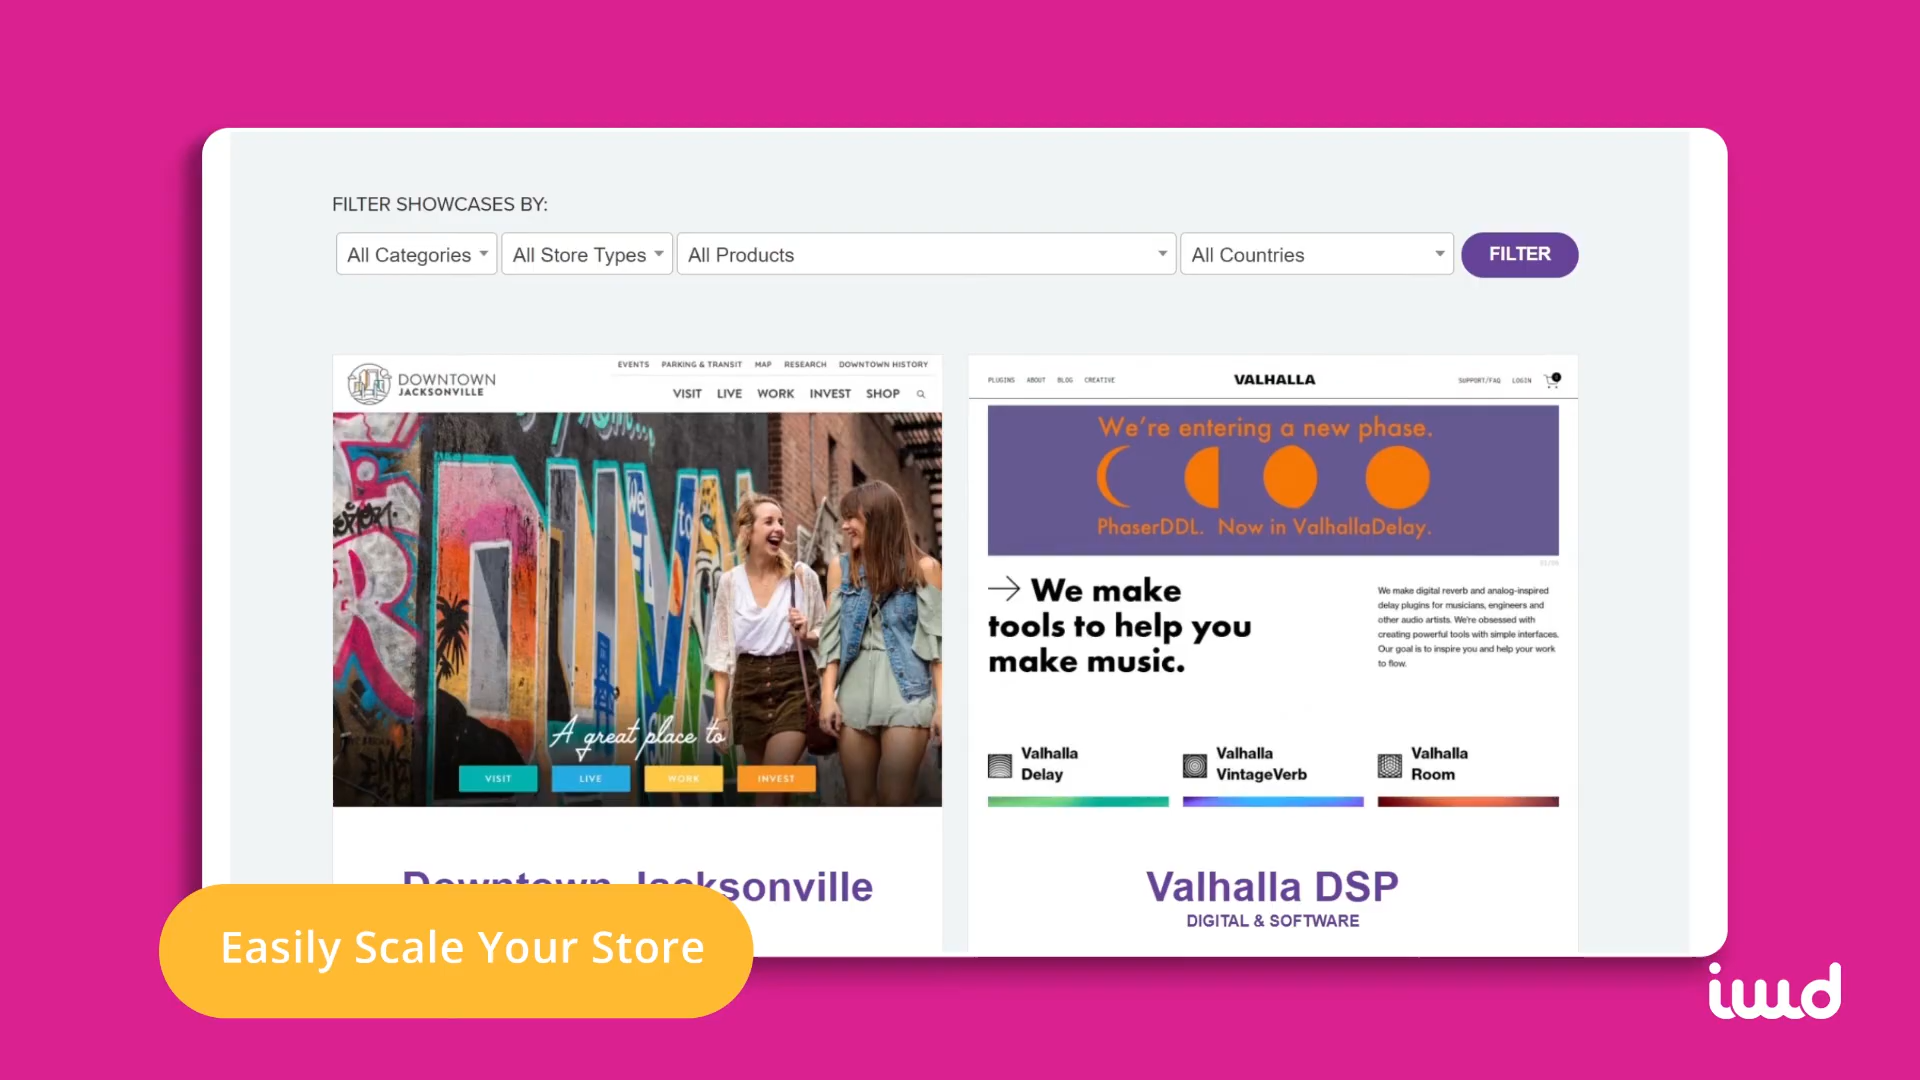 FILTER SHOWCASES BY:
All Categories
All Store Types
All Products
All Countries
FILTER
DOWNTOWN
JACKSONVILLE
EVENTS PARKING & TRANSIT MAP RESEARCH DOWNTOWN HISTORY
VISIT LIVE WORK INVEST SHOP
We
to
A great place to
VISIT LIVE WORK INVEST
Downtown Jacksonville
PLUGINS ABOUT BLOG CREATIVE
VALHALLA
SUPPORT/FAQ LOGIN
We're entering a new phase.
PhaserDDL. Now in ValhallaDelay.
We make
tools to help you
make music.
We make digital reverb and analog-inspired
delay plugins for musicians, engineers and
other audio artists. We're obsessed with
creating powerful tools with simple interfaces.
Our goal is to inspire you and help your work
to flow.
Valhalla
Delay
Valhalla
VintageVerb
Valhalla
Room
Valhalla DSP
DIGITAL & SOFTWARE
Easily Scale Your Store
iwd